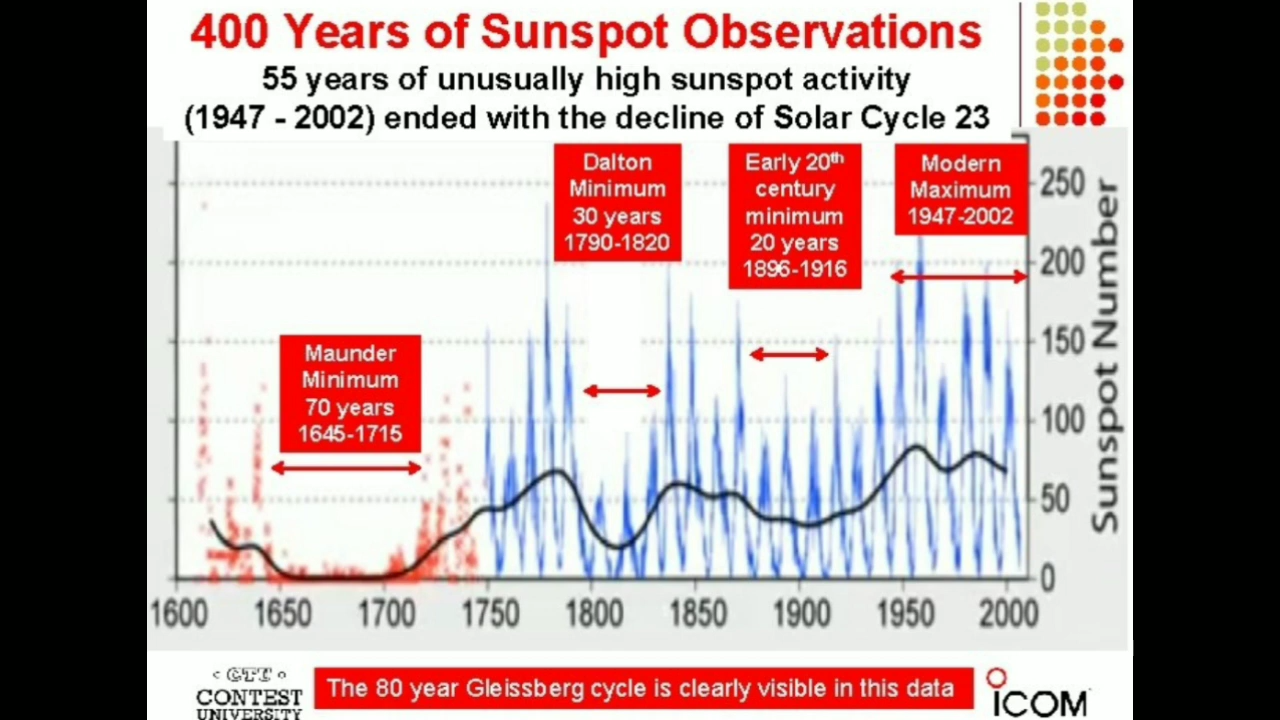 400 Years of Sunspot Observations
55 years of unusually high sunspot activity
(1947 - 2002) ended with the decline of Solar Cycle 23
Dalton
Minimum
30 years
1790-1820
Early 20th
century
minimum
20 years
1896-1916
Modern
Maximum
1947-2002
Maunder
Minimum
70 years
1645-1715
250
200
150
100
50
0
Sunspot Number
1600 1650 1700 1750 1800 1850 1900 1950 2000
CTU
CONTEST
UNIVERSITY
The 80 year Gleissberg cycle is clearly visible in this data
ICOM